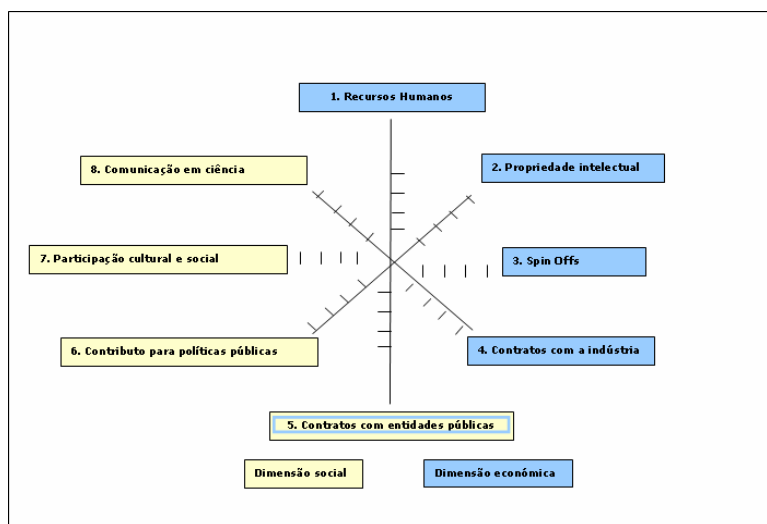 1. Recursos Humanos
8. Comunicação em ciência
2. Propriedade intelectual
7. Participação cultural e social
3. Spin Offs
6. Contributo para políticas públicas
4. Contratos com a indústria
5. Contratos com entidades públicas
Dimensão social
Dimensão económica